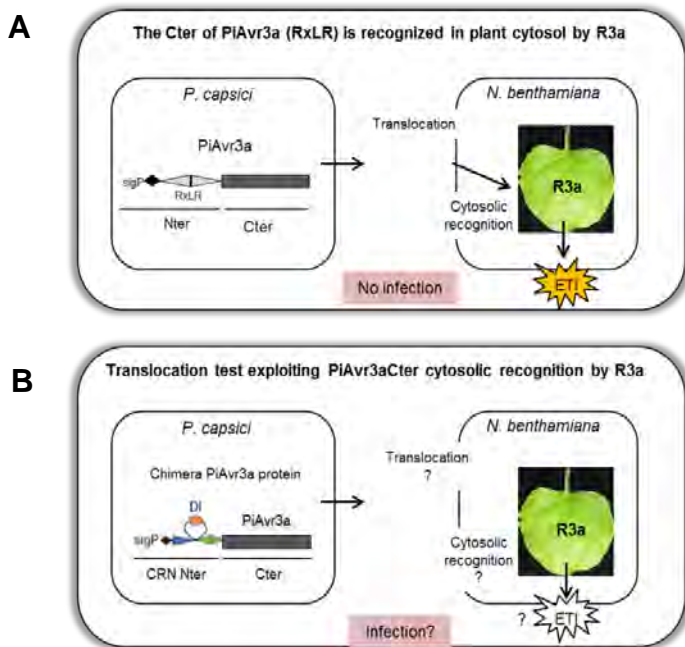 A
The Cter of PiAvr3a (RxLR) is recognized in plant cytosol by R3a
P. capsici
N. benthamiana
PiAvr3a
Translocation
sigP
RxLR
R3a
Cytosolic
recognition
Nter
Cter
No infection
ETI
B
Translocation test exploiting PiAvr3aCter cytosolic recognition by R3a
P. capsici
N. benthamiana
Chimera PiAvr3a protein
Translocation
?
DI
PiAvr3a
sigP
R3a
Cytosolic
recognition
?
CRN Nter
Cter
Infection?
? ETI